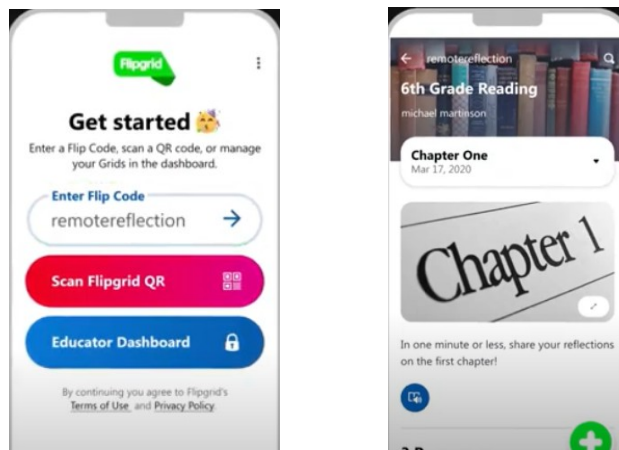 Flipgrid
Get started
Enter a Flip Code, scan a QR code, or manage
your Grids in the dashboard.
Enter Flip Code
remotereflection
Scan Flipgrid QR
Educator Dashboard
By continuing you agree to Flipgrid's
Terms of Use and Privacy Policy.
remotereflection
6th Grade Reading
michael martinson
Chapter One
Mar 17, 2020
Chapter 1
In one minute or less, share your reflections
on the first chapter!